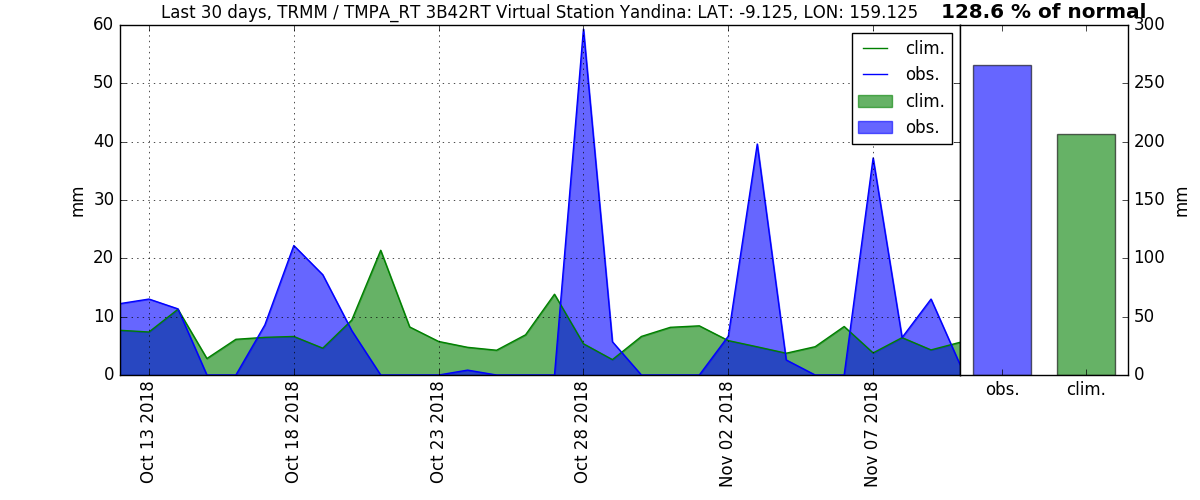 Last 30 days, TRMM / TMPA_RT 3B42RT Virtual Station Yandina: LAT: -9.125, LON: 159.125
128.6 % of normal
60
50
40
30
20
10
0
mm
clim.
obs.
clim.
obs.
300
250
200
150
100
50
0
mm
Oct 13 2018
Oct 18 2018
Oct 23 2018
Oct 28 2018
Nov 02 2018
Nov 07 2018
obs.
clim.